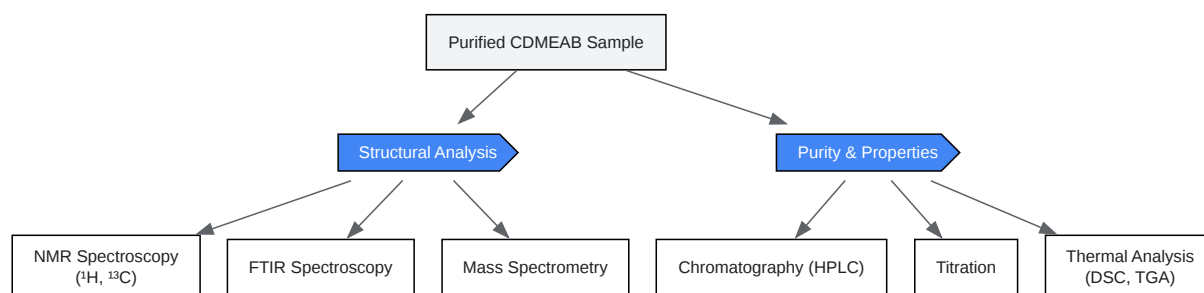 Purified CDMEAB Sample
Structural Analysis
Purity & Properties
NMR Spectroscopy
(¹H, ¹³C)
FTIR Spectroscopy
Mass Spectrometry
Chromatography (HPLC)
Titration
Thermal Analysis
(DSC, TGA)